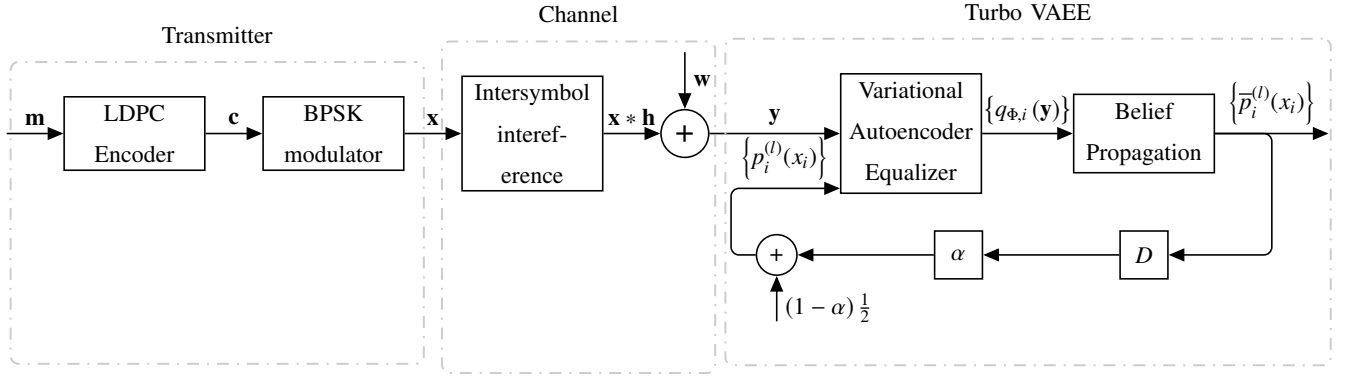 Transmitter
Channel
Turbo VAEE
m
LDPC
Encoder
c
BPSK
modulator
x
Intersymbol
interef-
erence
x ∗ h
+
w
y
{p_i^{(l)}(x_i)}
Variational
Autoencoder
Equalizer
{q_{Φ,i} (y)}
Belief
Propagation
{\overline{p}_i^{(l)}(x_i)}
+
α
D
(1 − α) 1/2